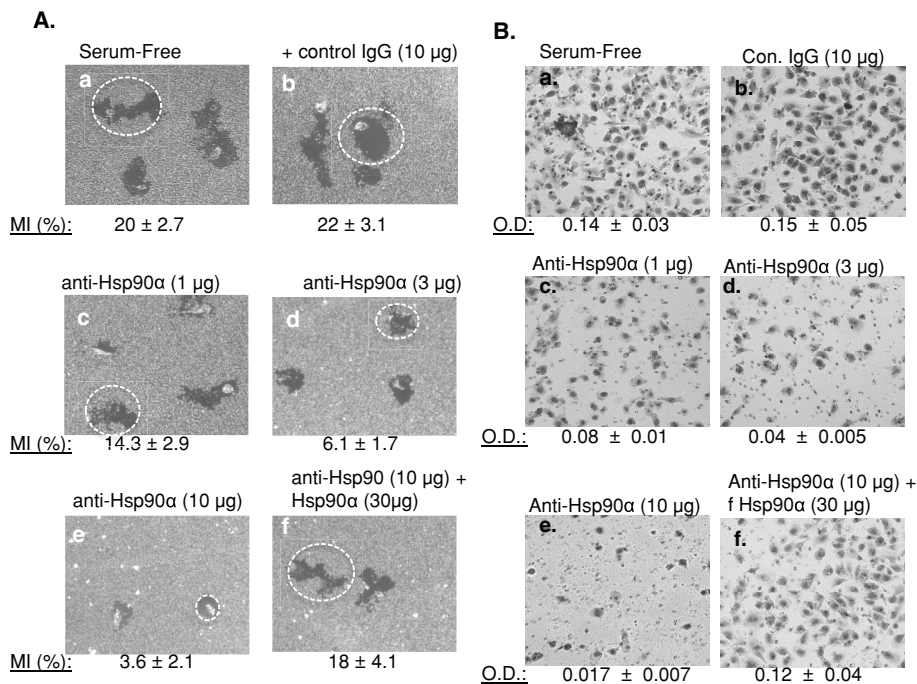 A.
Serum-Free
+ control IgG (10 µg)
a
b
MI (%): 20 ± 2.7 22 ± 3.1
anti-Hsp90α (1 µg)
anti-Hsp90α (3 µg)
c
d
MI (%): 14.3 ± 2.9 6.1 ± 1.7
anti-Hsp90α (10 µg)
anti-Hsp90 (10 µg) +
Hsp90α (30µg)
e
f
MI (%): 3.6 ± 2.1 18 ± 4.1
B.
Serum-Free
Con. IgG (10 µg)
a.
b.
O.D: 0.14 ± 0.03 0.15 ± 0.05
Anti-Hsp90α (1 µg)
Anti-Hsp90α (3 µg)
c.
d.
O.D.: 0.08 ± 0.01 0.04 ± 0.005
Anti-Hsp90α (10 µg)
Anti-Hsp90α (10 µg) +
f Hsp90α (30 µg)
e.
f.
O.D.: 0.017 ± 0.007 0.12 ± 0.04